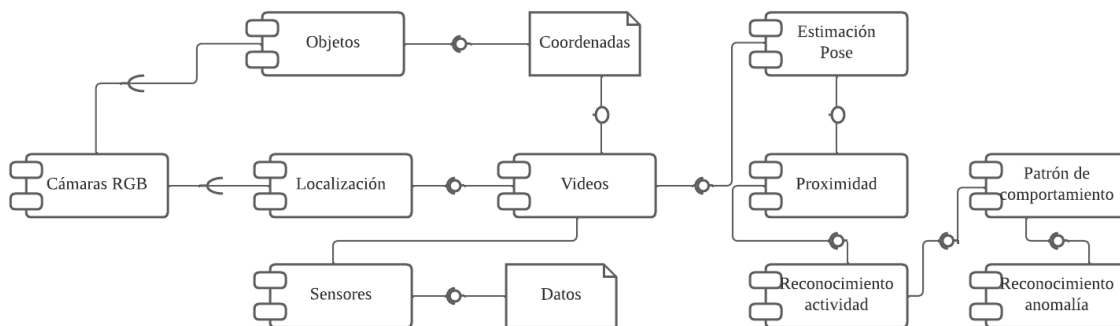 Objetos
Coordenadas
Estimación
Pose
Cámaras RGB
Localización
Videos
Proximidad
Patrón de
comportamiento
Sensores
Datos
Reconocimiento
actividad
Reconocimiento
anomalía